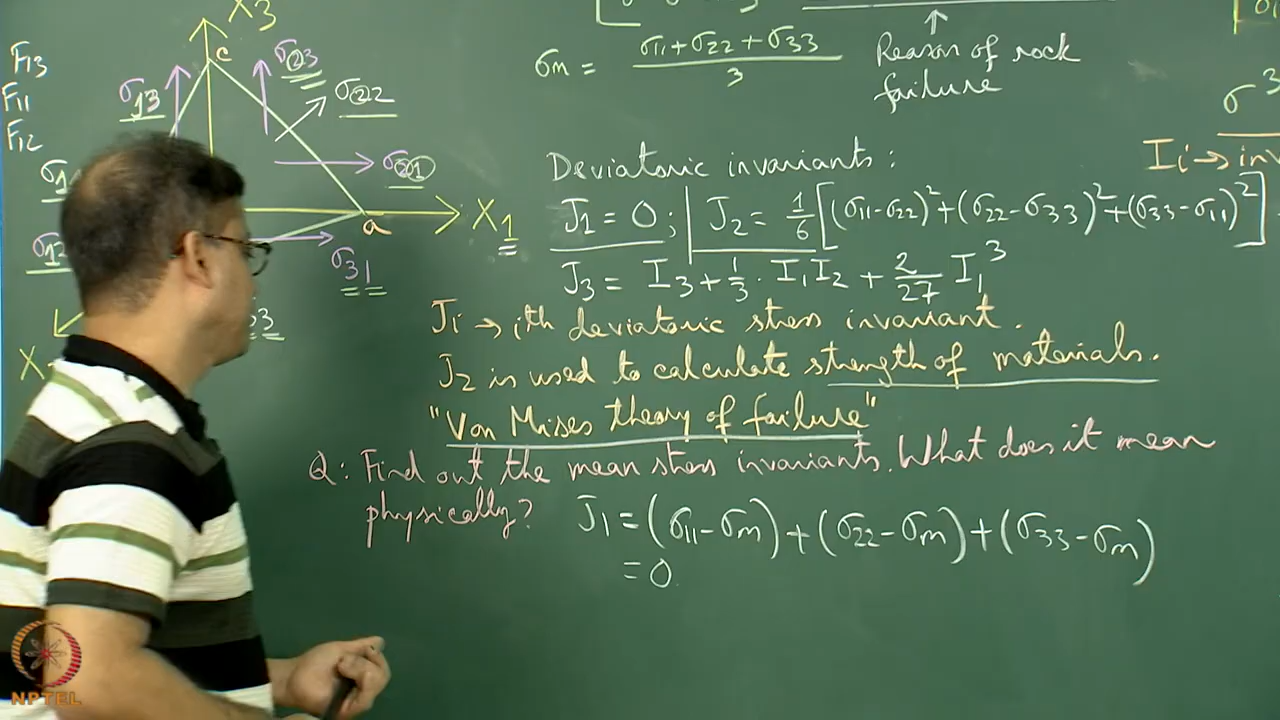 X3
F13
F11
F12
c
σ23
σ13
σ22
σ21
X1
a
σ31
σm = σ11+σ22+σ33 / 3
Reason of rock
failure
σ3
Ii → inv
Deviatoric invariants :
J1 = 0 ; J2 = 1/6 [(σ11-σ22)²+(σ22-σ33)²+(σ33-σ11)²]
J3 = I3 + 1/3 . I1I2 + 2/27 I1³
Ji → ith deviatoric stress invariant.
J2 is used to calculate strength of materials.
"Von Mises theory of failure"
Q: Find out the mean stress invariants. What does it mean
physically? J1 = (σ11-σm)+(σ22-σm)+(σ33-σm)
= 0
NPTEL